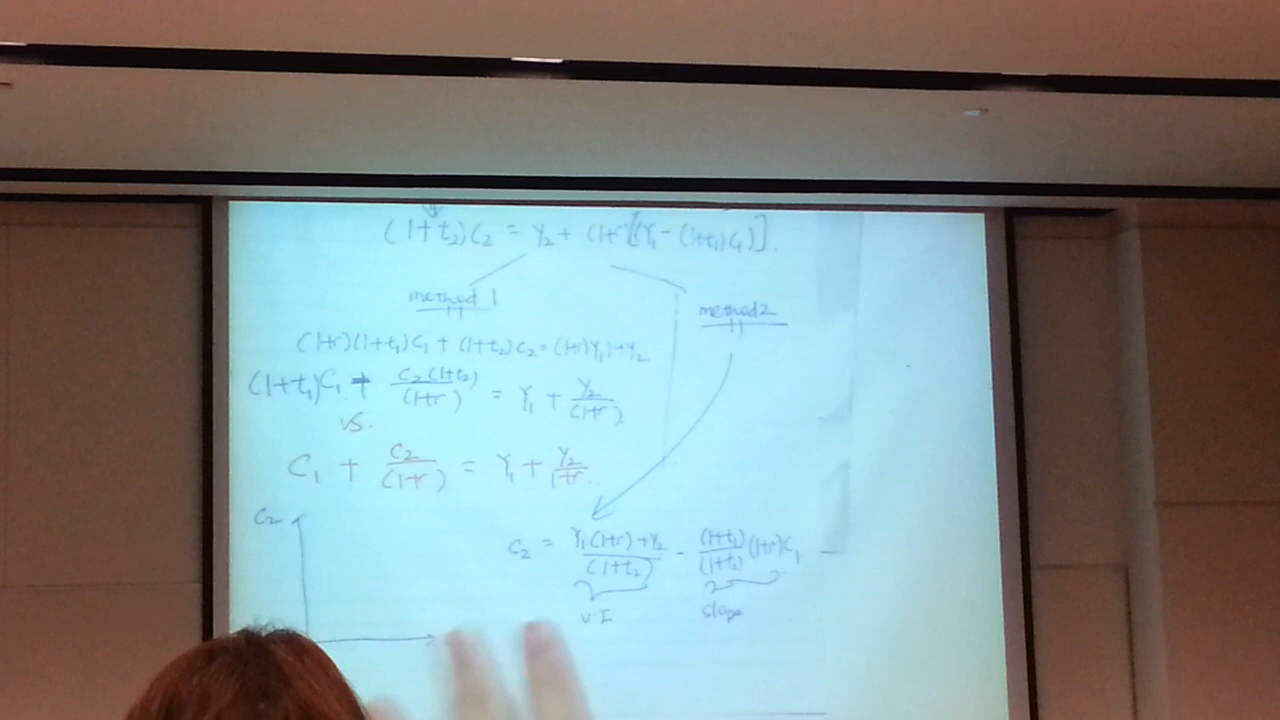 (1+t₂)C₂ = Y₂ + (1+r)[(Y₁ - (1+t₁)C₁)].
method 1
method 2
(1+r)(1+t₁)C₁ + (1+t₂)C₂ = (1+r)Y₁ + Y₂
(1+t₁)C₁ + C₂(1+t₂)/(1+r) = Y₁ + Y₂/(1+r)
vs.
C₁ + C₂/(1+r) = Y₁ + Y₂/1+r.
C₂
C₂ = Y₁(1+r)+Y₂/(1+t₂) - (1+t₁)/(1+t₂) (1+r)C₁
V.I
slope